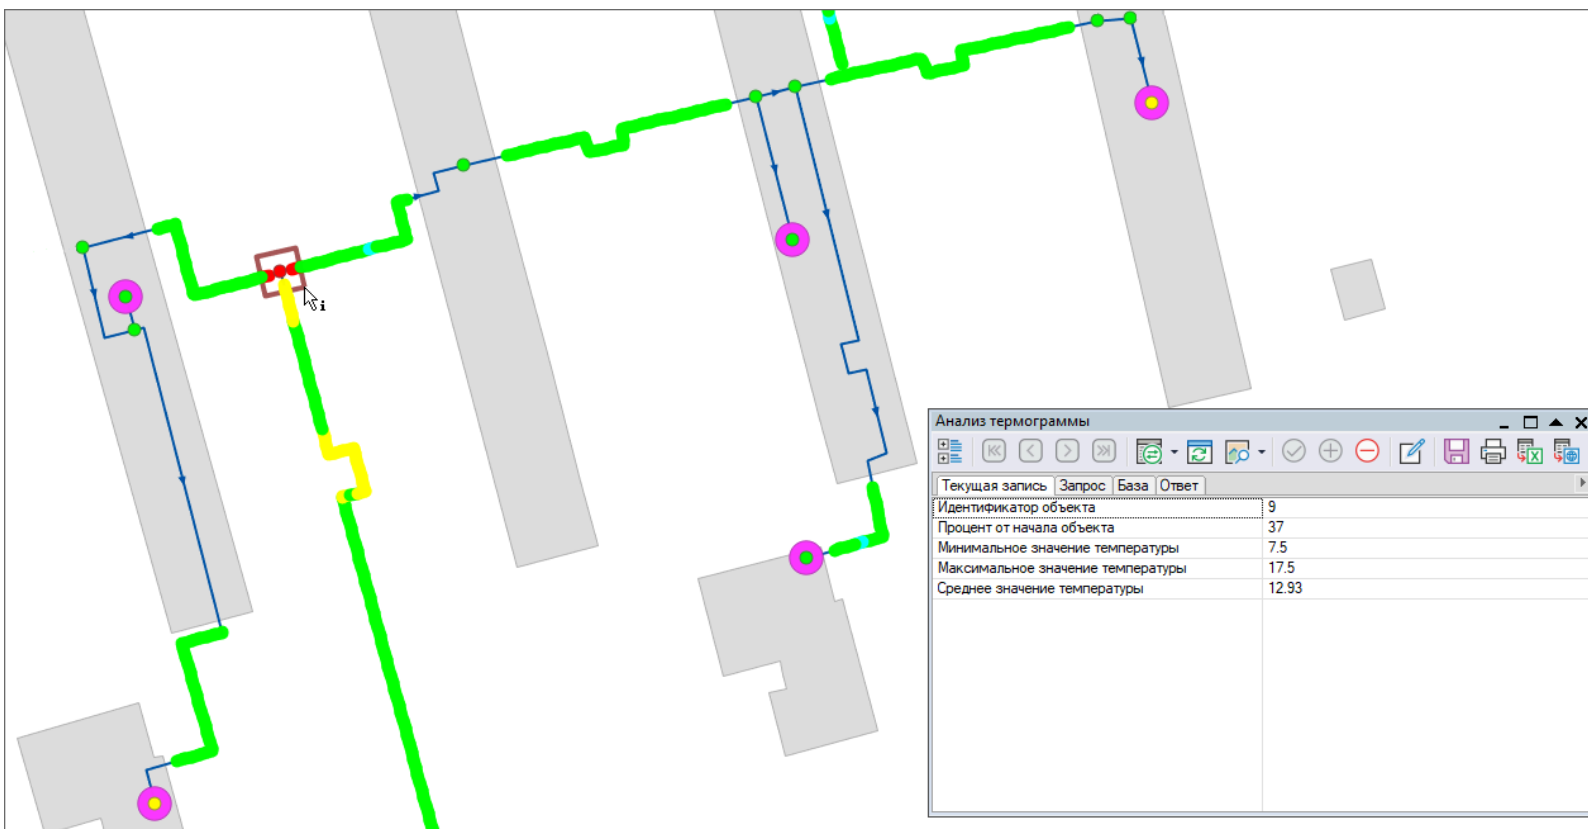 i
Анализ термограммы
Текущая запись Запрос База Ответ
Идентификатор объекта 9
Процент от начала объекта 37
Минимальное значение температуры 7.5
Максимальное значение температуры 17.5
Среднее значение температуры 12.93